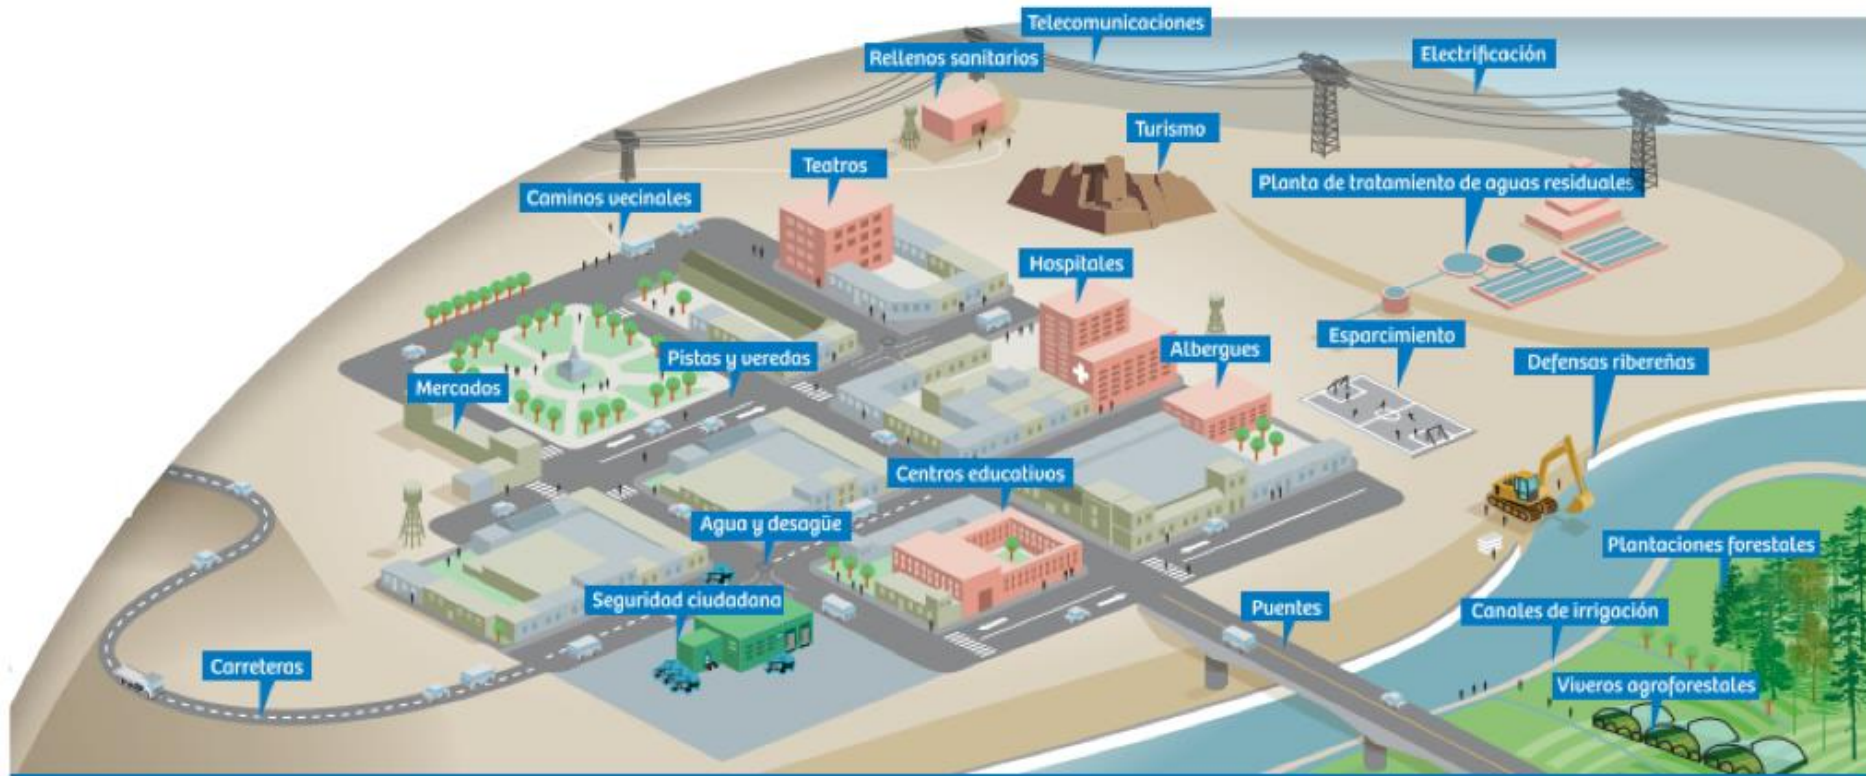 Telecomunicaciones
Rellenos sanitarios
Electrificación
Turismo
Teatros
Planta de tratamiento de aguas residuales
Caminos vecinales
Hospitales
Esparcimiento
Albergues
Pistas y veredas
Defensas ribereñas
Mercados
Centros educativos
Agua y desagüe
Plantaciones forestales
Seguridad ciudadana
Puentes
Canales de irrigación
Carreteras
Viveros agroforestales